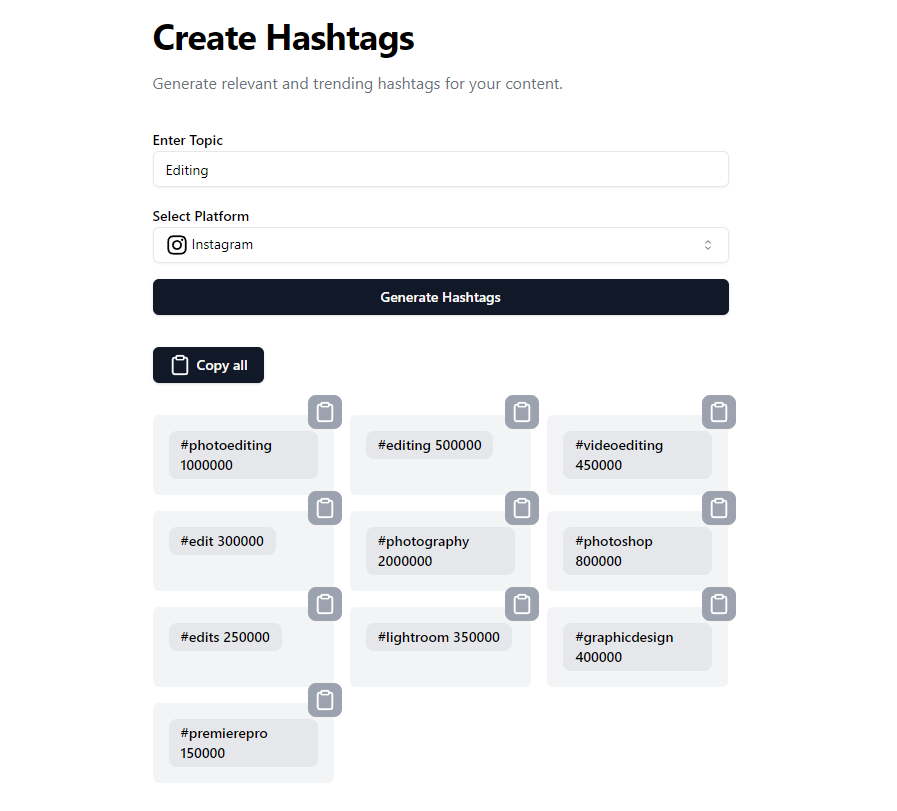 Create Hashtags
Generate relevant and trending hashtags for your content.
Enter Topic
Editing
Select Platform
Instagram
Generate Hashtags
Copy all
#photoediting
1000000
#editing 500000
#videoediting
450000
#edit 300000
#photography
2000000
#photoshop
800000
#edits 250000
#lightroom 350000
#graphicdesign
400000
#premierepro
150000